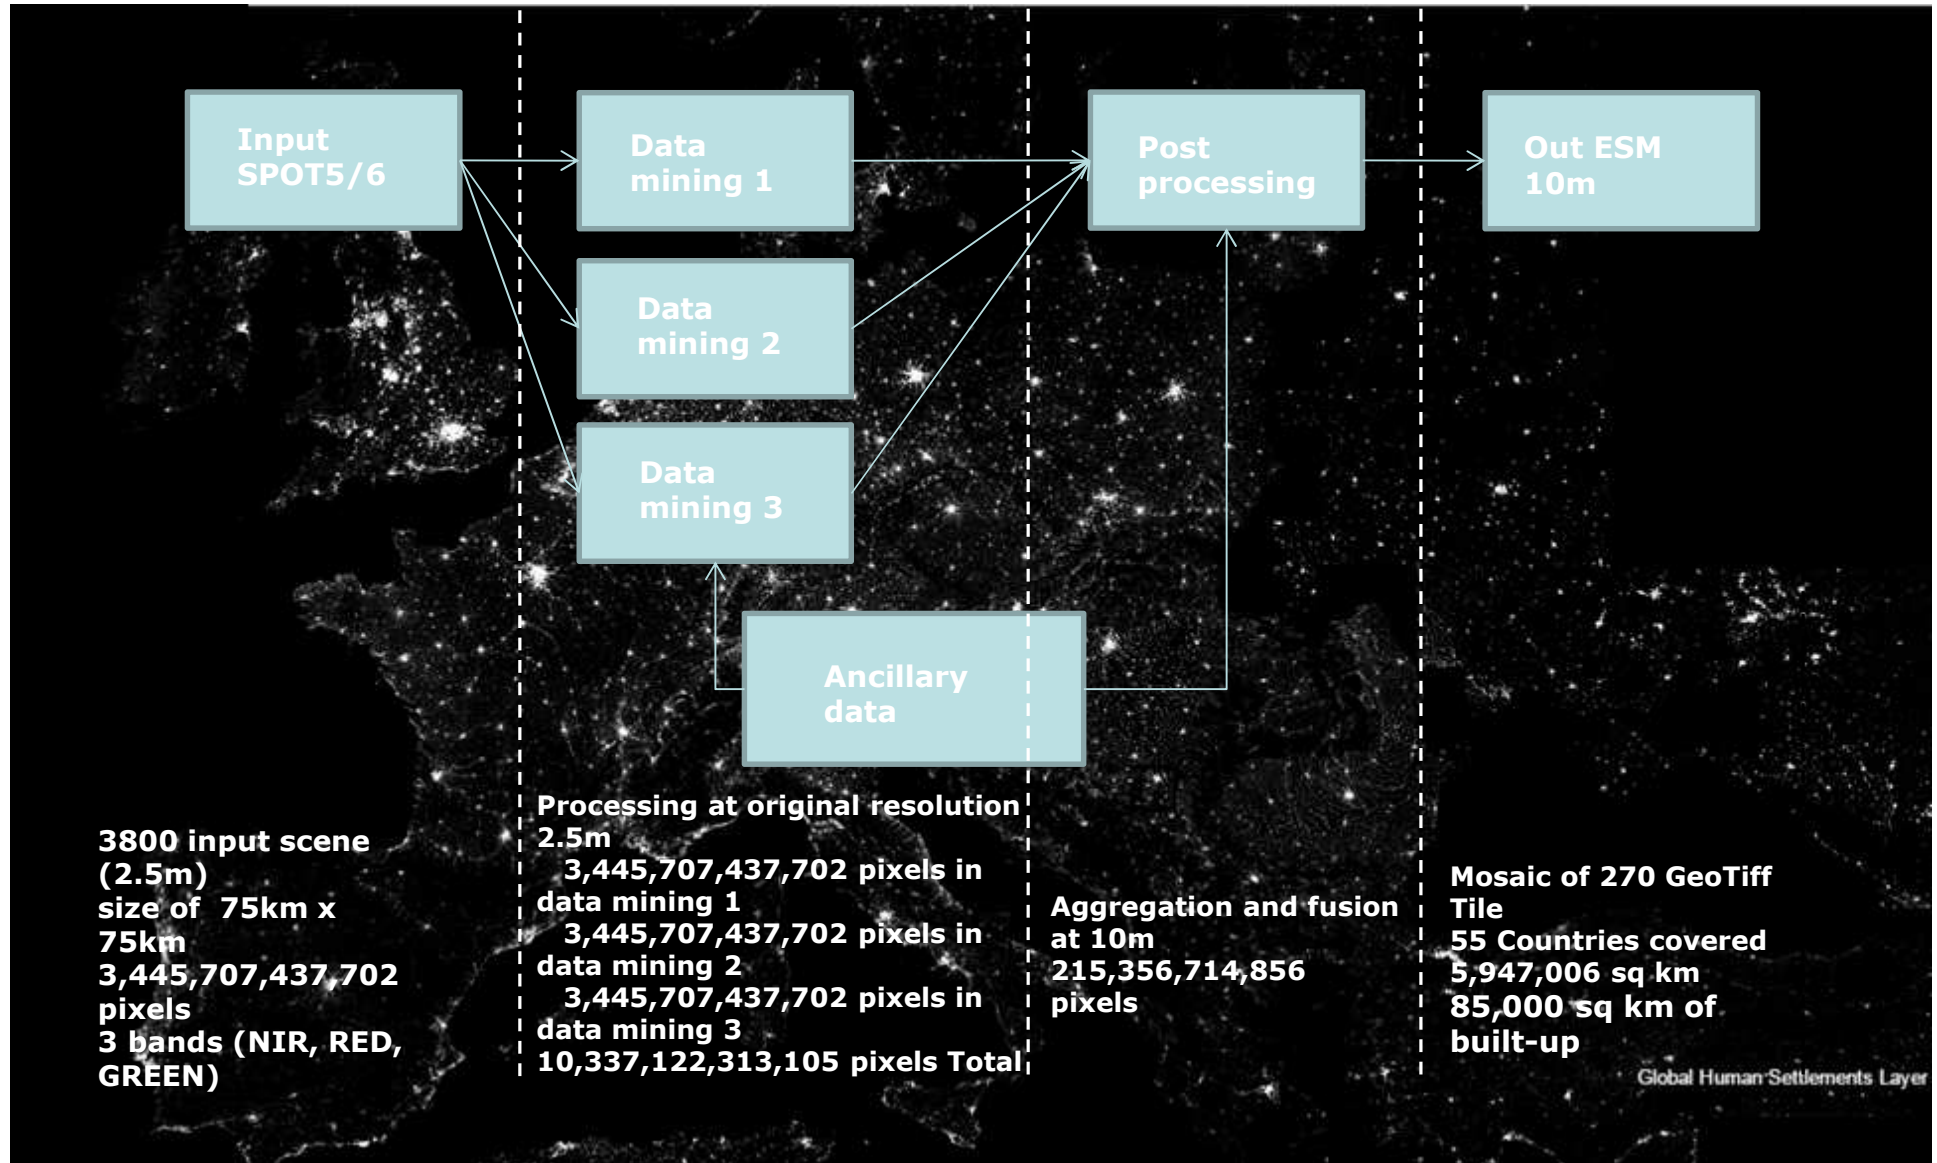 Input
SPOT5/6
Data
mining 1
Post
processing
Out ESM
10m
Data
mining 2
Data
mining 3
Ancillary
data
3800 input scene
(2.5m)
size of  75km x
75km
3,445,707,437,702
pixels
3 bands (NIR, RED,
GREEN)
Processing at original resolution
2.5m
3,445,707,437,702 pixels in
data mining 1
3,445,707,437,702 pixels in
data mining 2
3,445,707,437,702 pixels in
data mining 3
10,337,122,313,105 pixels Total
Aggregation and fusion
at 10m
215,356,714,856
pixels
Mosaic of 270 GeoTiff
Tile
55 Countries covered
5,947,006 sq km
85,000 sq km of
built-up
Global Human Settlements Layer